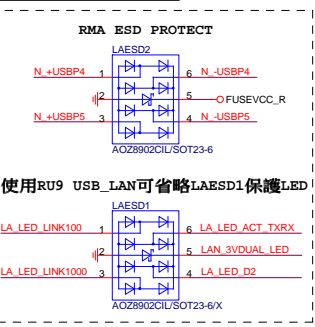 RMA ESD PROTECT
LAESD2
N_+USBP4 1 6 N_-USBP4
2 5 FUSEVCC_R
N_+USBP5 3 4 N_-USBP5
AOZ8902CIL/SOT23-6
使用RU9 USB_LAN可省略LAESD1保護LED
LAESD1
LA_LED_LINK100 1 6 LA_LED_ACT_TXRX
2 5 LAN_3VDUAL_LED
LA_LED_LINK1000 3 4 LA_LED_D2
AOZ8902CIL/SOT23-6/X